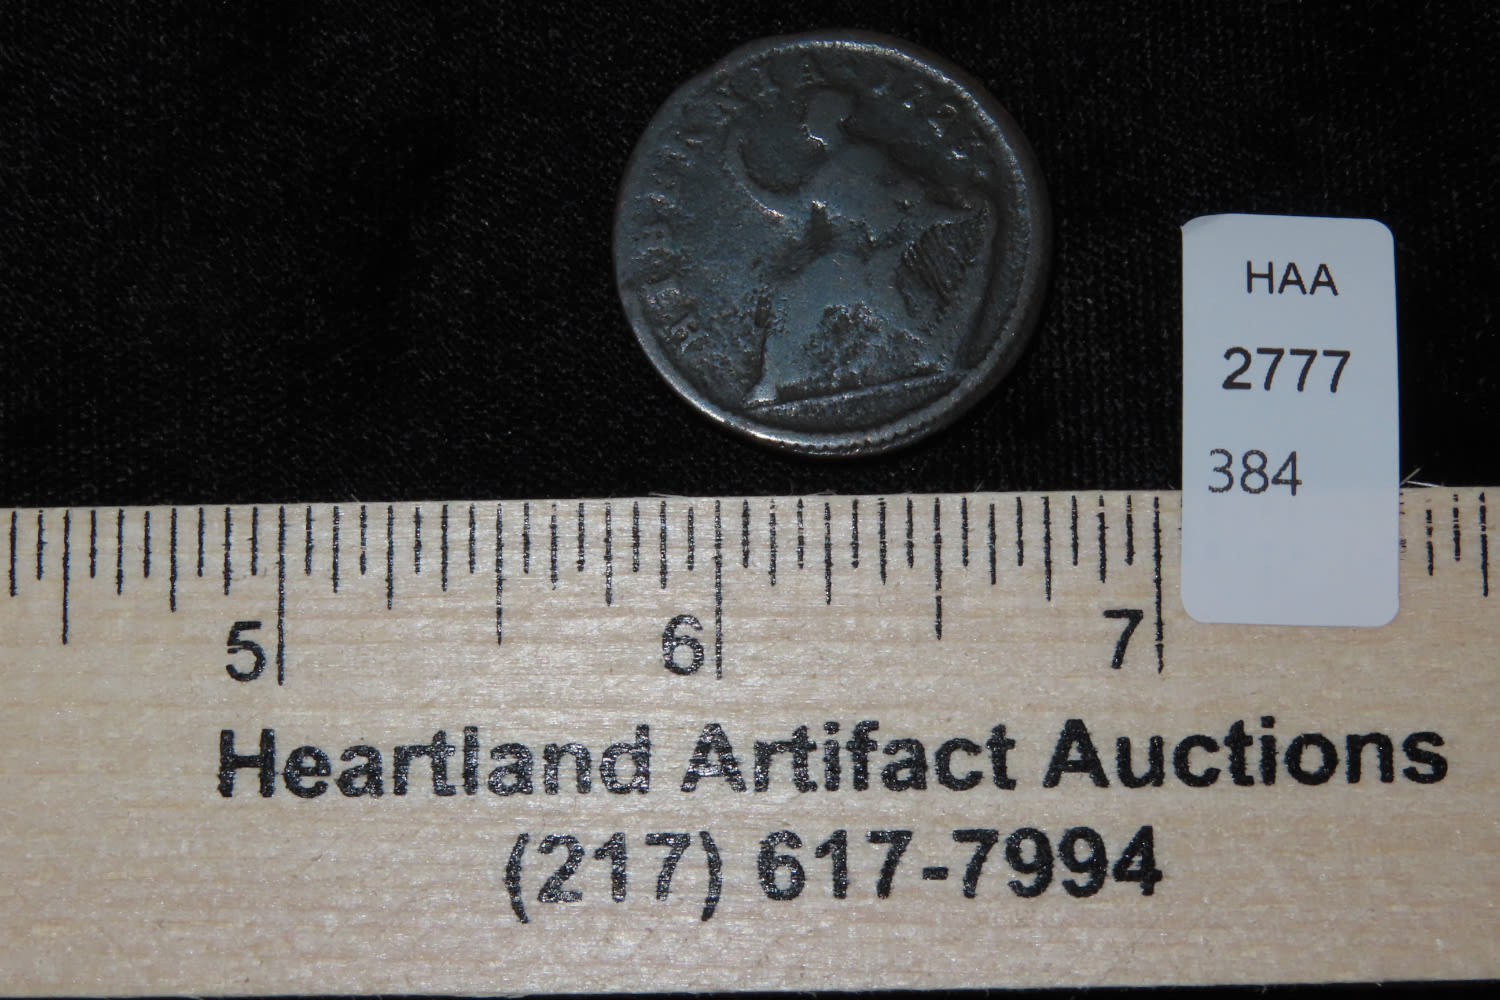 HAA
2777
384
5 6 7
Heartland Artifact Auctions
(217) 617-7994